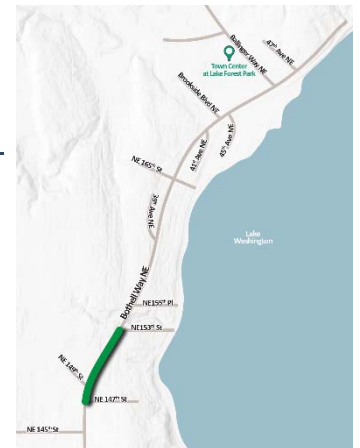 Ballinger Way NE
47th Ave NE
Town Center
at Lake Forest Park
Brookside Blvd NE
41st Ave NE
45th Ave NE
NE 165th St
39th Ave NE
Lake
Washington
Bothell Way NE
NE 155th Pl
NE 153rd St
NE 149th St
NE 147th St
NE 145th St